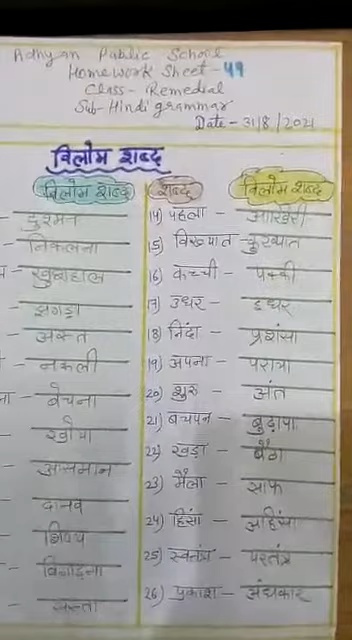 Adhyan Public School
Homework Sheet-49
Class- Remedial
Sub-Hindi grammar
Date-31/8/2021
विलोम शब्द
विलोम शब्द शब्द विलोम शब्द
- दुश्मन 14) पहला - आखिरी
- निकलना 15) विख्यात - कुख्यात
- खुशहाल 16) कच्ची - पक्की
- झगड़ा 17) उधर - इधर
- अस्त 18) निंदा - प्रशंसा
- नकली 19) अपना - पराया
- बेचना 20) शुरु - अंत
- खोया 21) बचपन - बुढ़ापा
- आसमान 22) खड़ा - बैठा
- दानव 23) मैला - साफ
- 24) हिंसा - अहिंसा
- बिगाड़ना 25) स्वतंत्र - परतंत्र
- सस्ता 26) प्रकाश - अंधकार